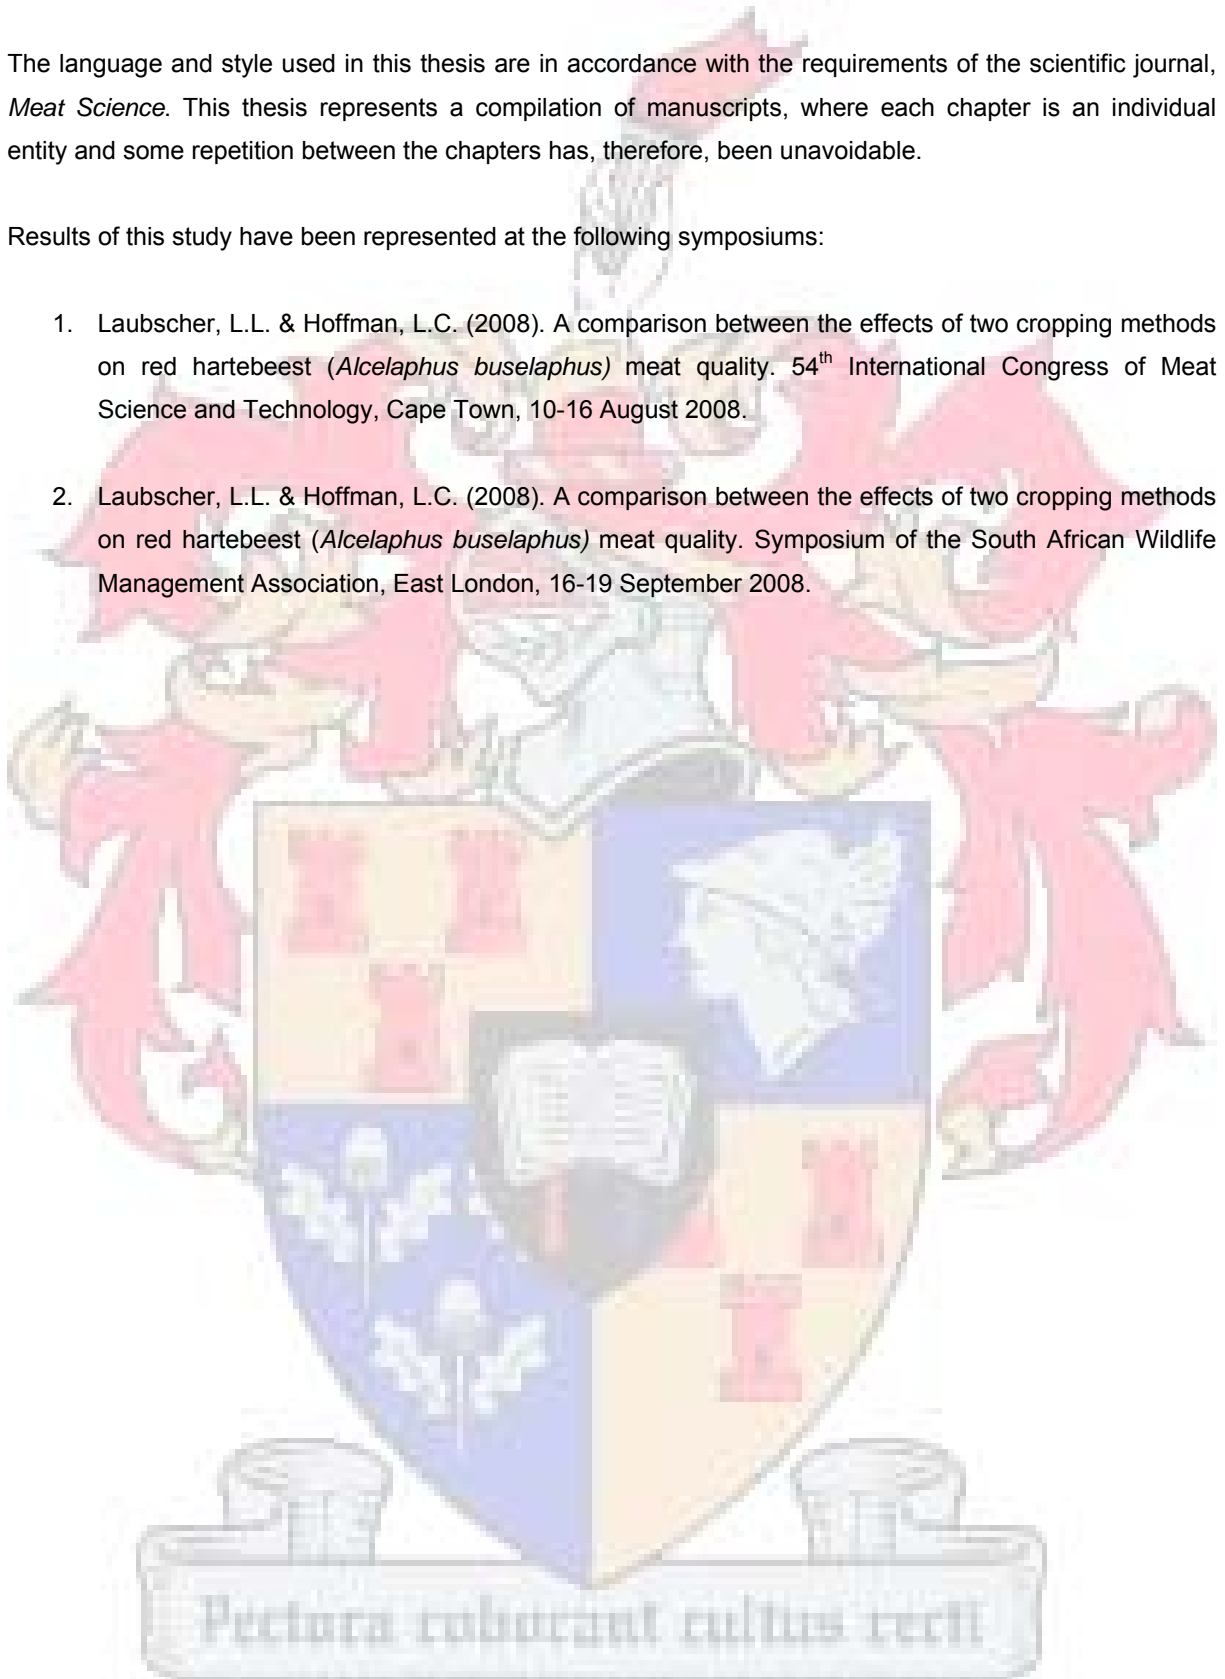 The language and style used in this thesis are in accordance with the requirements of the scientific journal,
Meat Science. This thesis represents a compilation of manuscripts, where each chapter is an individual
entity and some repetition between the chapters has, therefore, been unavoidable.
Results of this study have been represented at the following symposiums:
1. Laubscher, L.L. & Hoffman, L.C. (2008). A comparison between the effects of two cropping methods
on red hartebeest (Alcelaphus buselaphus) meat quality. 54th International Congress of Meat
Science and Technology, Cape Town, 10-16 August 2008.
2. Laubscher, L.L. & Hoffman, L.C. (2008). A comparison between the effects of two cropping methods
on red hartebeest (Alcelaphus buselaphus) meat quality. Symposium of the South African Wildlife
Management Association, East London, 16-19 September 2008.
Pectora roborant cultus recti